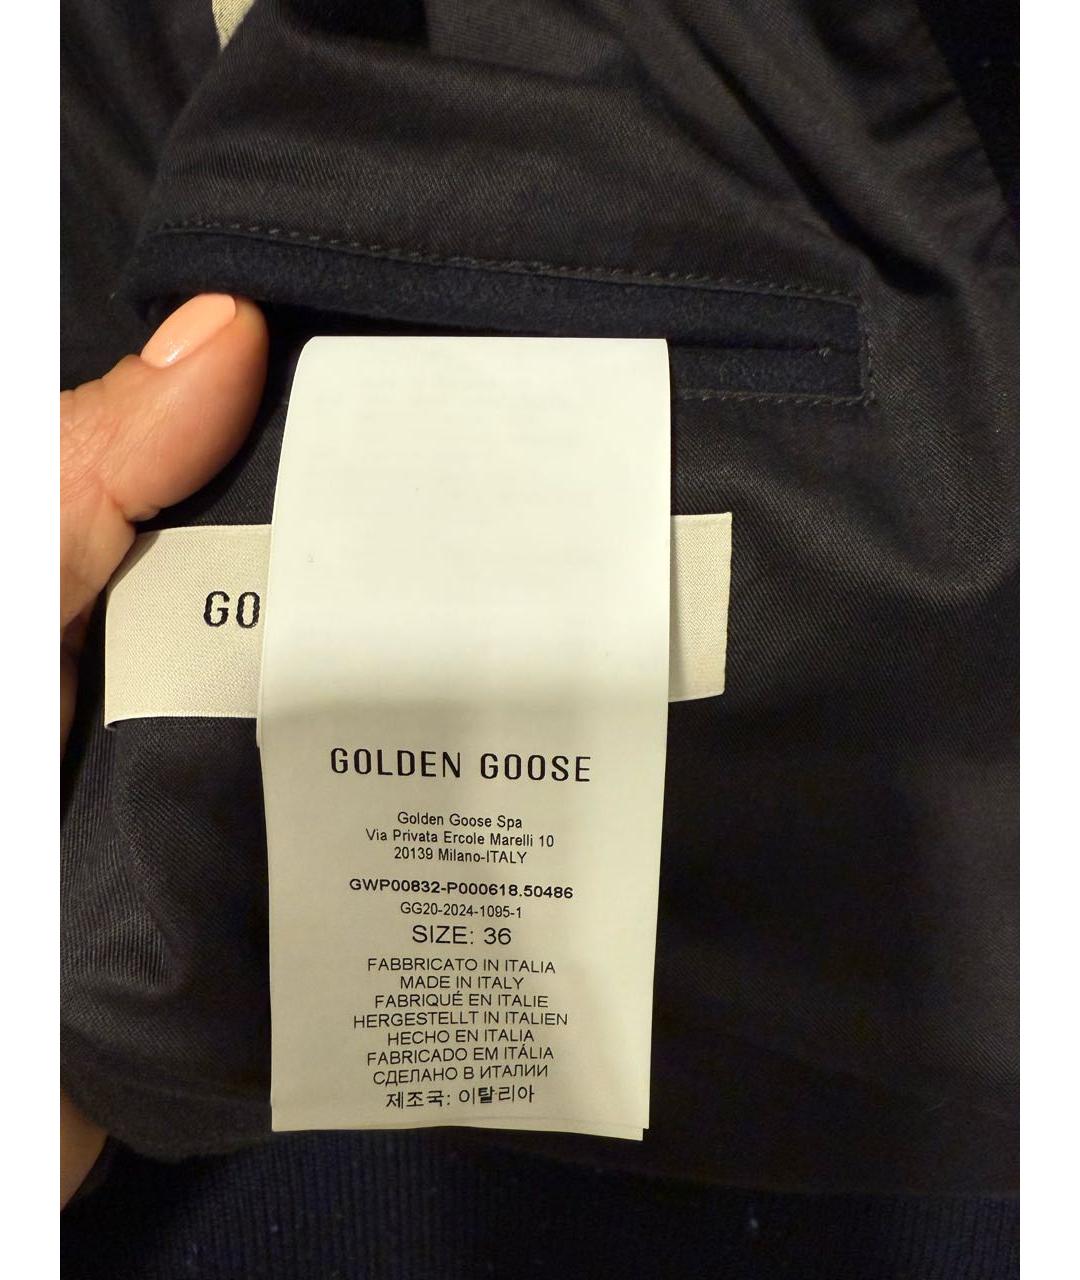 GO
GOLDEN GOOSE
Golden Goose Spa
Via Privata Ercole Marelli 10
20139 Milano-ITALY
GWP00832-P000618.50486
GG20-2024-1095-1
SIZE: 36
FABBRICATO IN ITALIA
MADE IN ITALY
FABRIQUÉ EN ITALIE
HERGESTELLT IN ITALIEN
HECHO EN ITALIA
FABRICADO EM ITÁLIA
СДЕЛАНО В ИТАЛИИ
제조국: 이탈리아